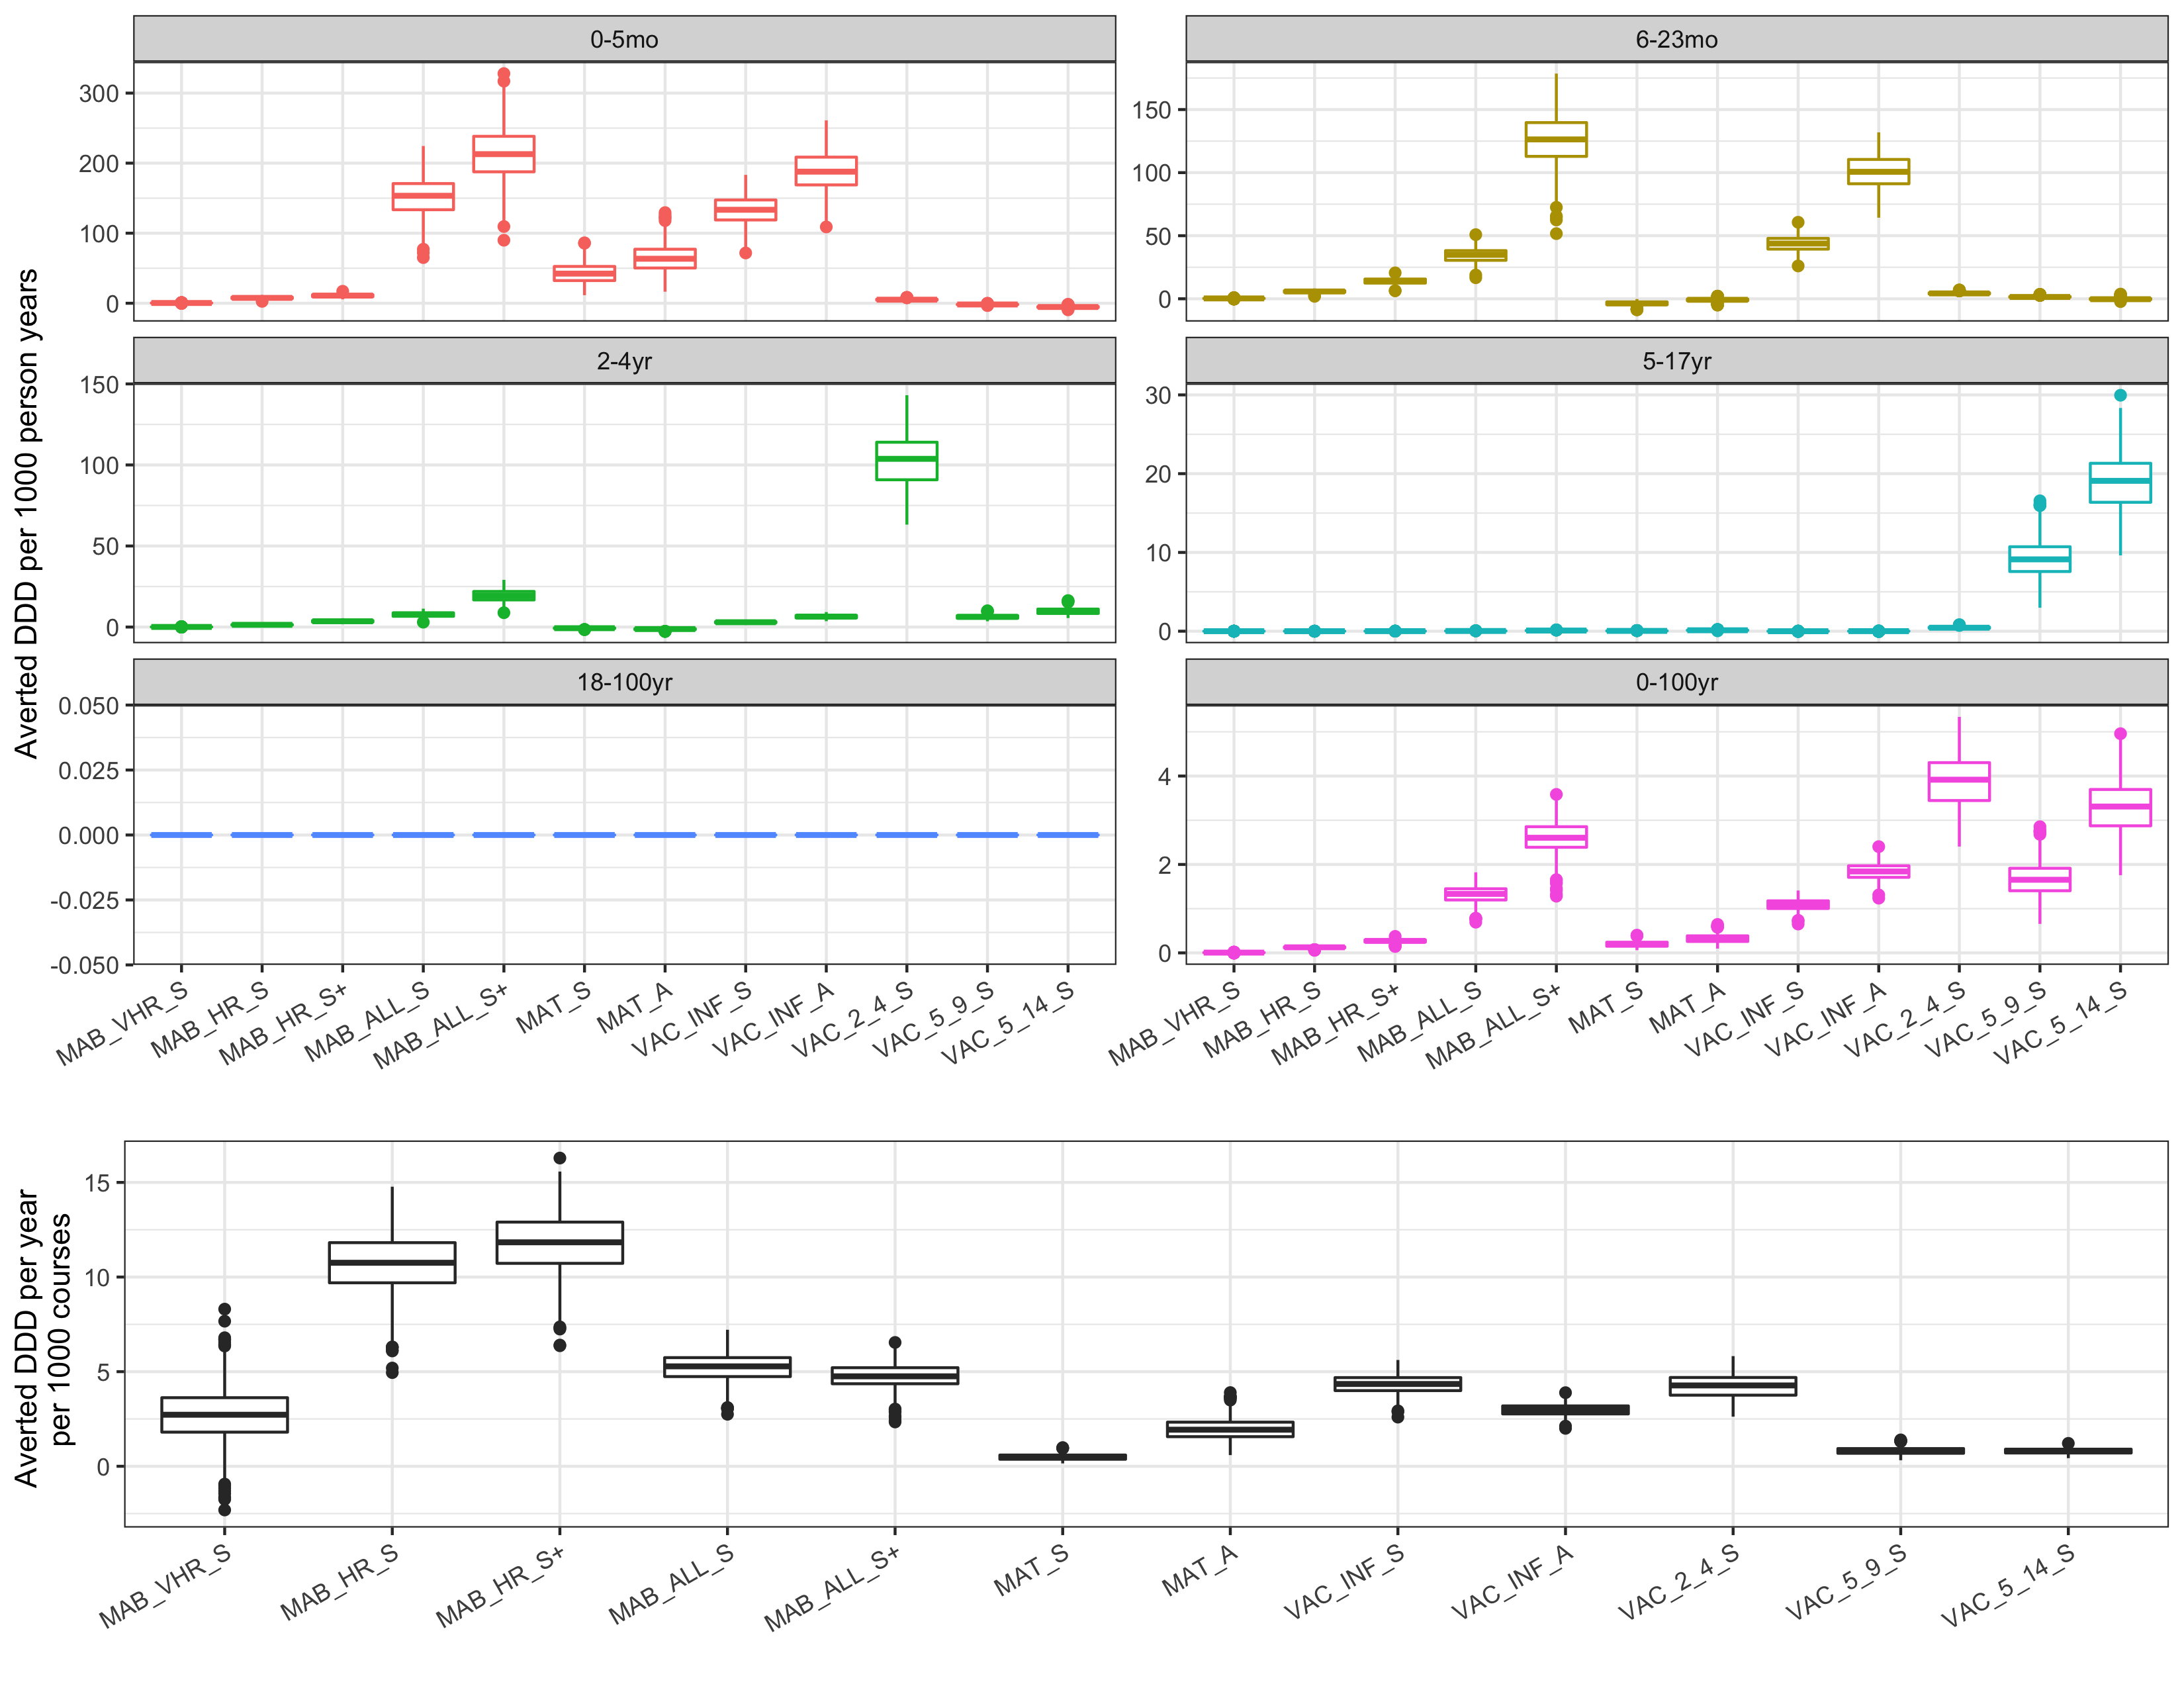 0-5mo
6-23mo
300
200
100
0
150
100
50
0
2-4yr
5-17yr
150
100
50
0
30
20
10
0
18-100yr
0-100yr
0.050
0.025
0.000
-0.025
-0.050
4
2
0
Averted DDD per 1000 person years
MAB_VHR_S
MAB_HR_S
MAB_HR_S+
MAB_ALL_S
MAB_ALL_S+
MAT_S
MAT_A
VAC_INF_S
VAC_INF_A
VAC_2_4_S
VAC_5_9_S
VAC_5_14_S
MAB_VHR_S
MAB_HR_S
MAB_HR_S+
MAB_ALL_S
MAB_ALL_S+
MAT_S
MAT_A
VAC_INF_S
VAC_INF_A
VAC_2_4_S
VAC_5_9_S
VAC_5_14_S
Averted DDD per year
per 1000 courses
15
10
5
0
MAB_VHR_S
MAB_HR_S
MAB_HR_S+
MAB_ALL_S
MAB_ALL_S+
MAT_S
MAT_A
VAC_INF_S
VAC_INF_A
VAC_2_4_S
VAC_5_9_S
VAC_5_14_S